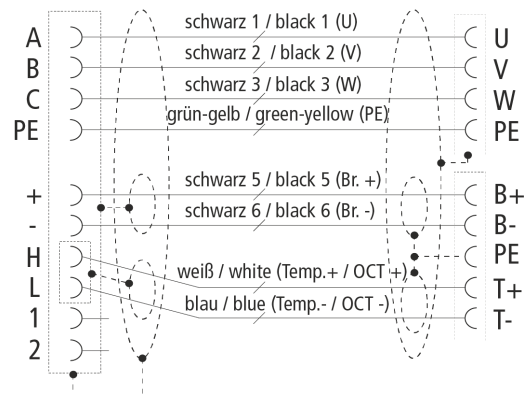 A schwarz 1 / black 1 (U) U
B schwarz 2 / black 2 (V) V
C schwarz 3 / black 3 (W) W
PE grün-gelb / green-yellow (PE) PE
+ schwarz 5 / black 5 (Br. +) B+
- schwarz 6 / black 6 (Br. -) B-
H PE
L weiß / white (Temp.+ / OCT +) T+
1 blau / blue (Temp.- / OCT -) T-
2